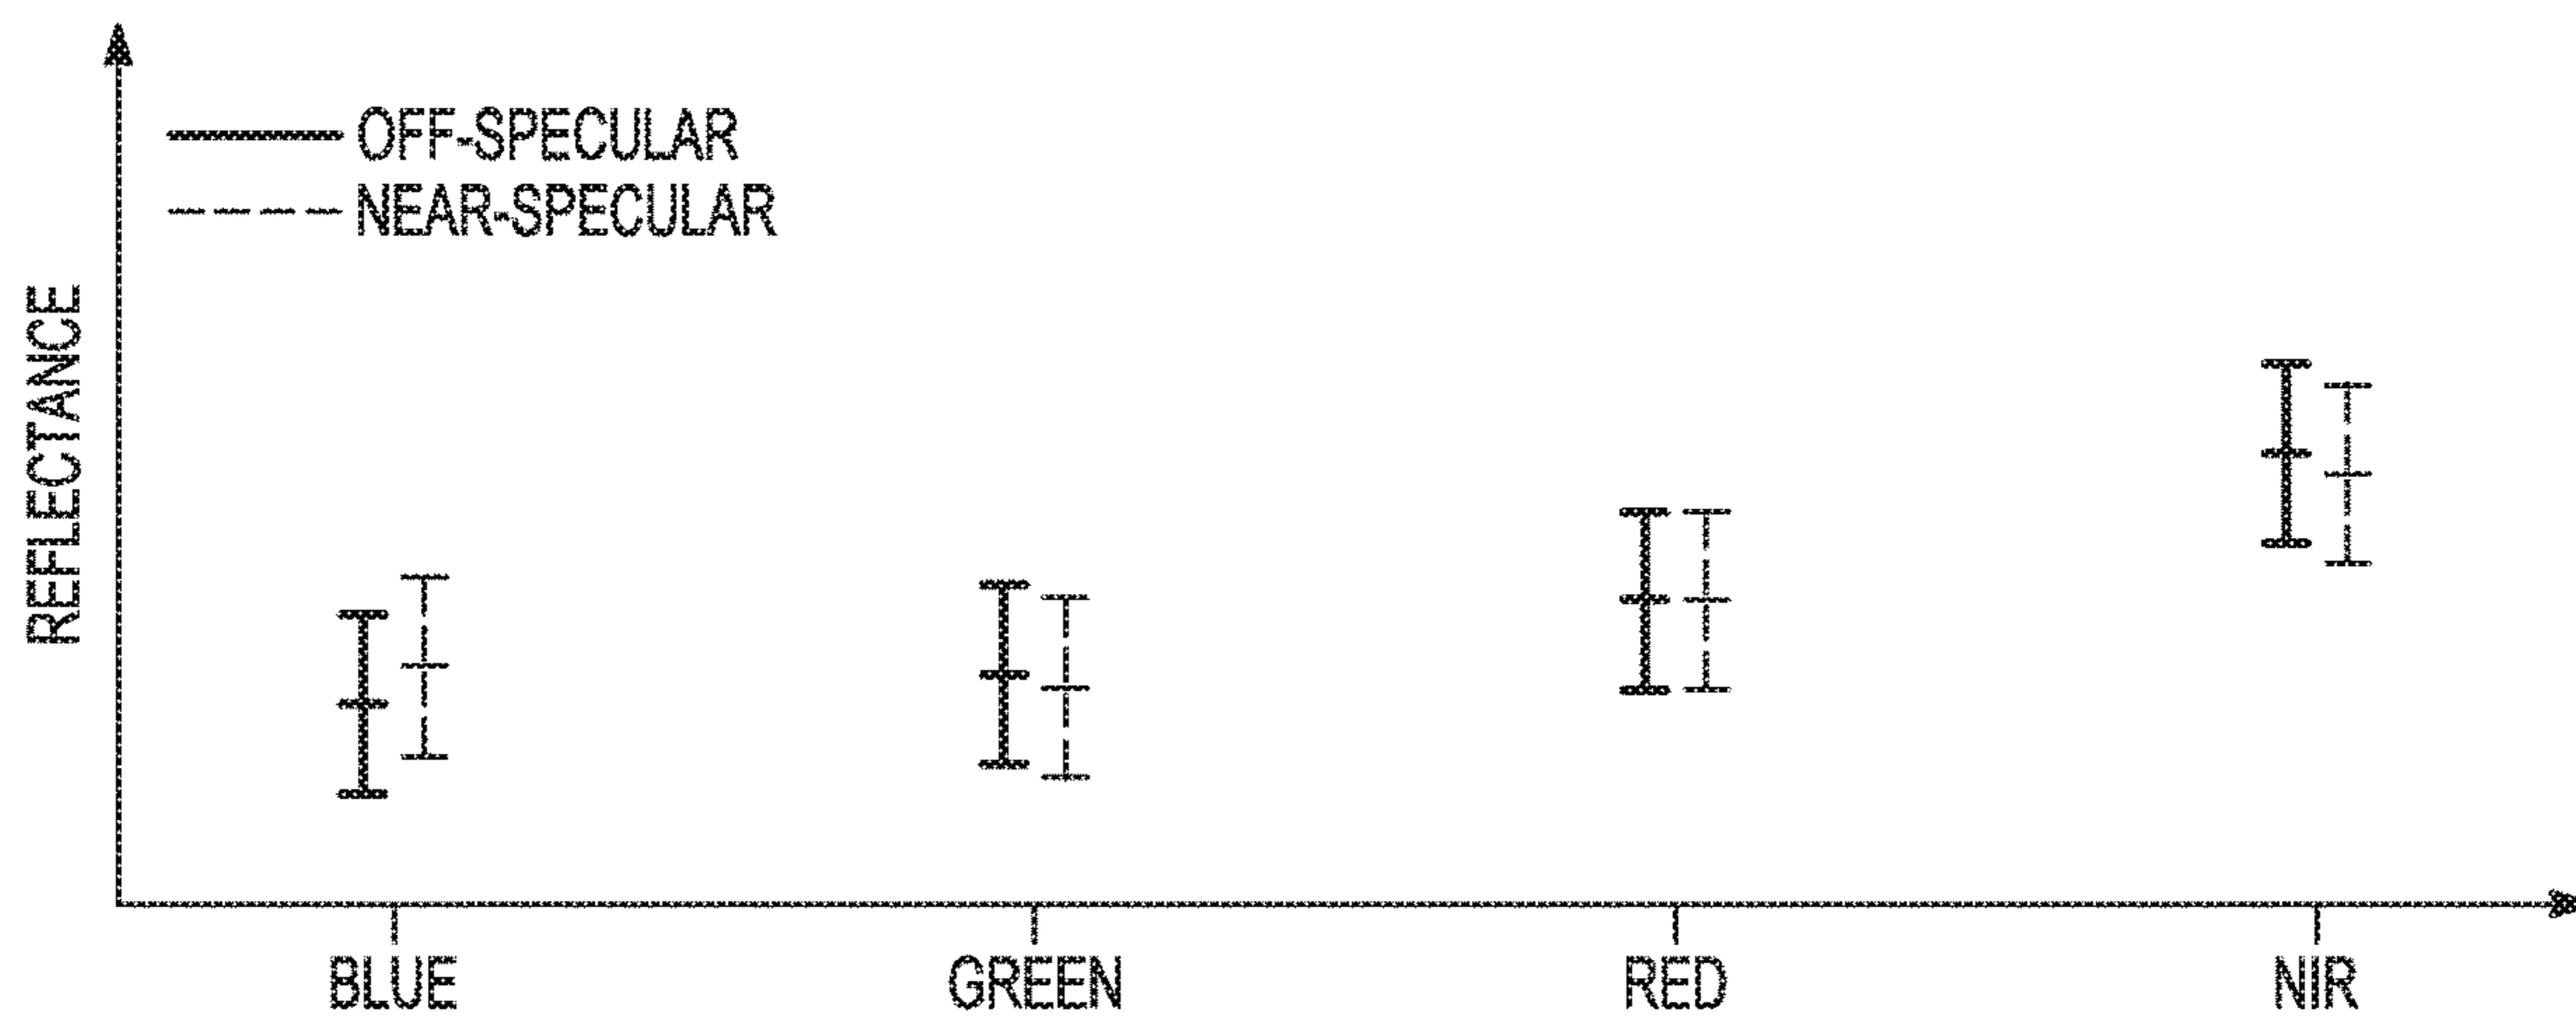 OFF-SPECULAR
NEAR-SPECULAR
REFLECTANCE
BLUE GREEN RED NIR